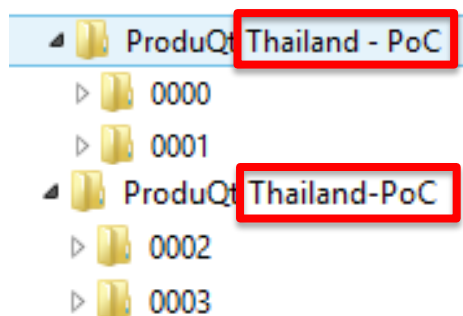 ProduQt Thailand - PoC
0000
0001
ProduQt Thailand-PoC
0002
0003